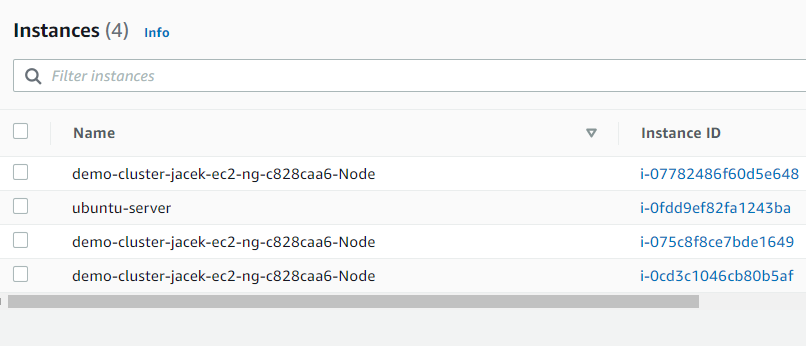 Instances (4) Info
Filter instances
Name Instance ID
demo-cluster-jacek-ec2-ng-c828caa6-Node i-07782486f60d5e648
ubuntu-server i-0fdd9ef82fa1243ba
demo-cluster-jacek-ec2-ng-c828caa6-Node i-075c8f8ce7bde1649
demo-cluster-jacek-ec2-ng-c828caa6-Node i-0cd3c1046cb80b5af